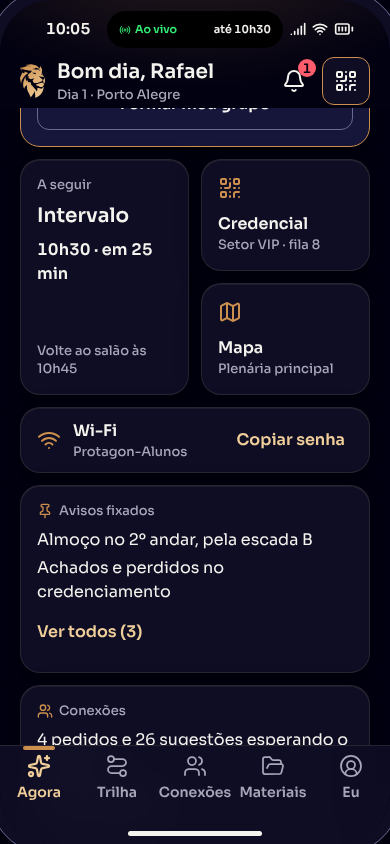 10:05
Ao vivo
até 10h30
Bom dia, Rafael
Dia 1 · Porto Alegre
1
A seguir
Intervalo
10h30 · em 25
min
Volte ao salão às
10h45
Credencial
Setor VIP · fila 8
Mapa
Plenária principal
Wi-Fi
Protagon-Alunos
Copiar senha
Avisos fixados
Almoço no 2º andar, pela escada B
Achados e perdidos no
credenciamento
Ver todos (3)
Conexões
4 pedidos e 26 sugestões esperando o
Agora
Trilha
Conexões
Materiais
Eu